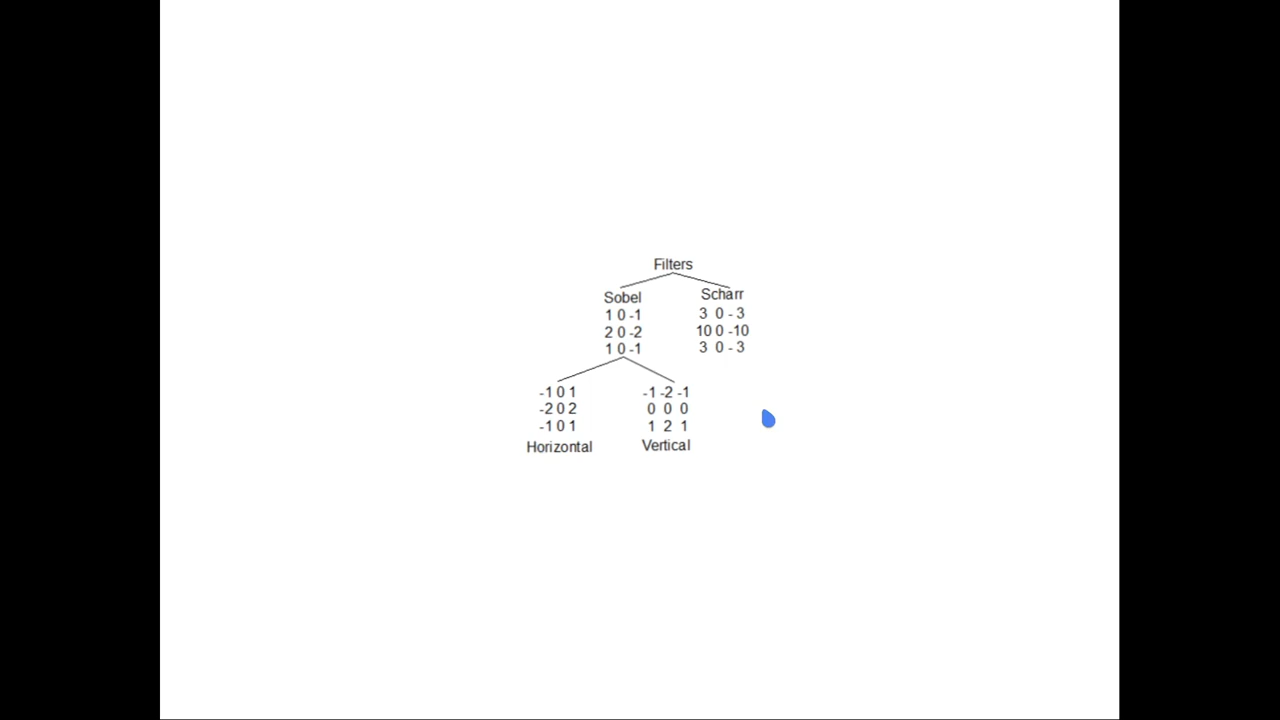 Filters
Sobel
1 0 -1
2 0 -2
1 0 -1
Scharr
3 0 - 3
10 0 -10
3 0 - 3
-1 0 1
-2 0 2
-1 0 1
Horizontal
-1 -2 -1
0 0 0
1 2 1
Vertical